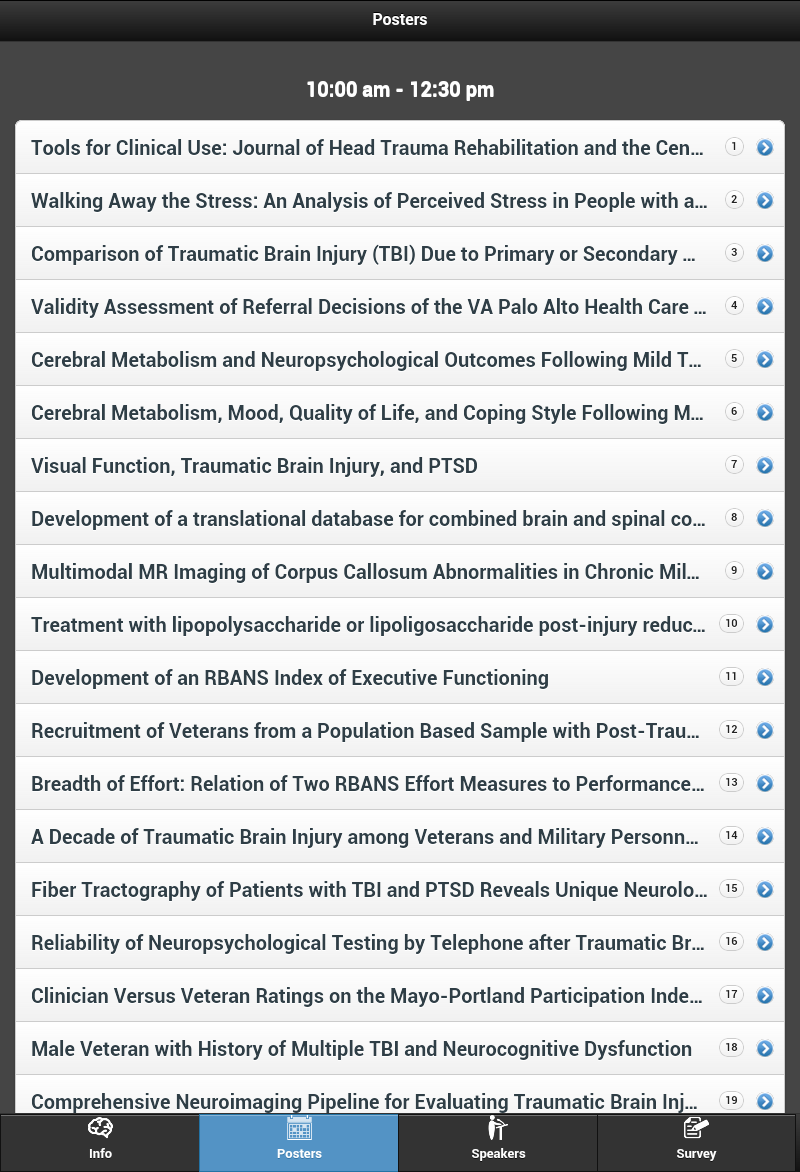 Posters
10:00 am - 12:30 pm
Tools for Clinical Use: Journal of Head Trauma Rehabilitation and the Cen... 1
Walking Away the Stress: An Analysis of Perceived Stress in People with a... 2
Comparison of Traumatic Brain Injury (TBI) Due to Primary or Secondary ... 3
Validity Assessment of Referral Decisions of the VA Palo Alto Health Care ... 4
Cerebral Metabolism and Neuropsychological Outcomes Following Mild T... 5
Cerebral Metabolism, Mood, Quality of Life, and Coping Style Following M... 6
Visual Function, Traumatic Brain Injury, and PTSD 7
Development of a translational database for combined brain and spinal co... 8
Multimodal MR Imaging of Corpus Callosum Abnormalities in Chronic Mil... 9
Treatment with lipopolysaccharide or lipoligosaccharide post-injury reduc... 10
Development of an RBANS Index of Executive Functioning 11
Recruitment of Veterans from a Population Based Sample with Post-Trau... 12
Breadth of Effort: Relation of Two RBANS Effort Measures to Performance... 13
A Decade of Traumatic Brain Injury among Veterans and Military Personn... 14
Fiber Tractography of Patients with TBI and PTSD Reveals Unique Neurolo... 15
Reliability of Neuropsychological Testing by Telephone after Traumatic Br... 16
Clinician Versus Veteran Ratings on the Mayo-Portland Participation Inde... 17
Male Veteran with History of Multiple TBI and Neurocognitive Dysfunction 18
Comprehensive Neuroimaging Pipeline for Evaluating Traumatic Brain Inj... 19
Info Posters Speakers Survey